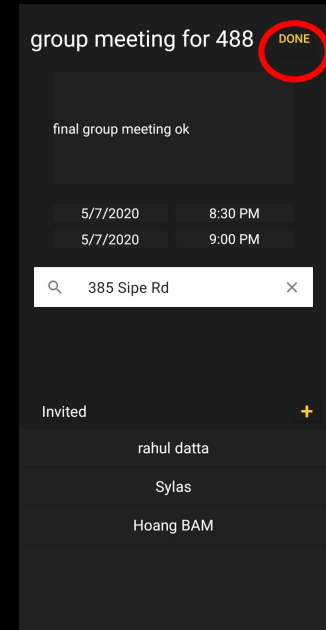 group meeting for 488 DONE
final group meeting ok
5/7/2020 8:30 PM
5/7/2020 9:00 PM
385 Sipe Rd
Invited +
rahul datta
Sylas
Hoang BAM